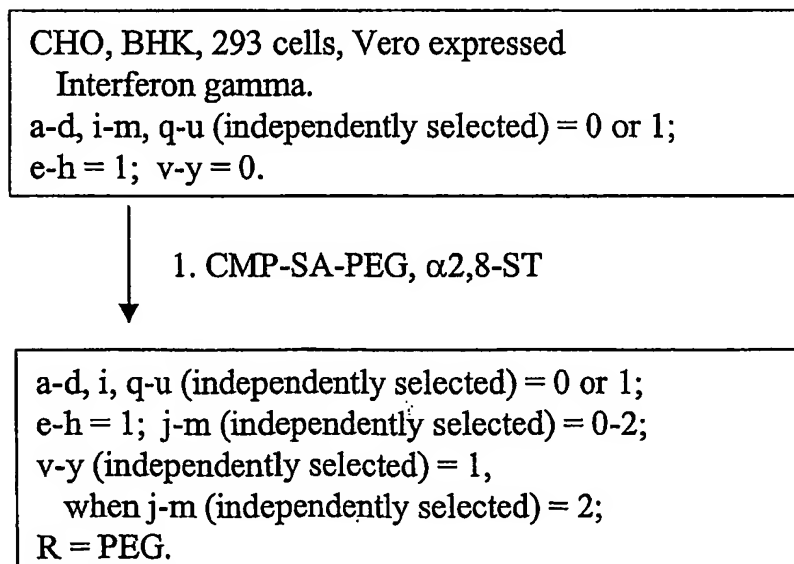 CHO, BHK, 293 cells, Vero expressed
Interferon gamma.
a-d, i-m, q-u (independently selected) = 0 or 1;
e-h = 1; v-y = 0.
1. CMP-SA-PEG, α2,8-ST
a-d, i, q-u (independently selected) = 0 or 1;
e-h = 1; j-m (independently selected) = 0-2;
v-y (independently selected) = 1,
when j-m (independently selected) = 2;
R = PEG.